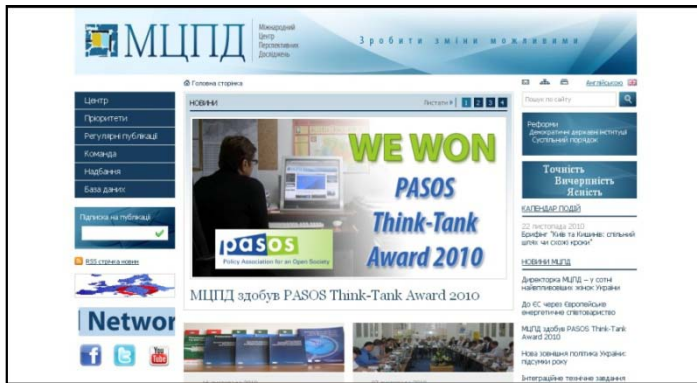 МЦПД
Міжнародний
Центр
Перспективних
Досліджень
Зробити зміни можливими
Головна сторінка
Англійською
Центр
Пріоритети
Регулярні публікації
Команда
Надбання
База даних
Підписка на публікації
RSS стрічка новин
Networ
You
Tube
НОВИНИ
Листати
1 2 3 4
WE WON
PASOS
Think-Tank
Award 2010
pasos
Policy Association for an Open Society
МЦПД здобув PASOS Think-Tank Award 2010
Пошук по сайту
Реформи
Демократичні державні інституції
Суспільний порядок
Точність
Вичерпність
Ясність
КАЛЕНДАР ПОДІЙ
22 листопада 2010
Брифінг "Київ та Кишинів: спільний
шлях чи схожі кроки"
НОВИНИ МЦПД
Директорка МЦПД – у сотні
найвпливовіших жінок України
До ЄС через Європейське
енергетичне співтовариство
МЦПД здобув PASOS Think-Tank
Award 2010
Нова зовнішня політика України:
підсумки року
Інтеграційне технічне завдання